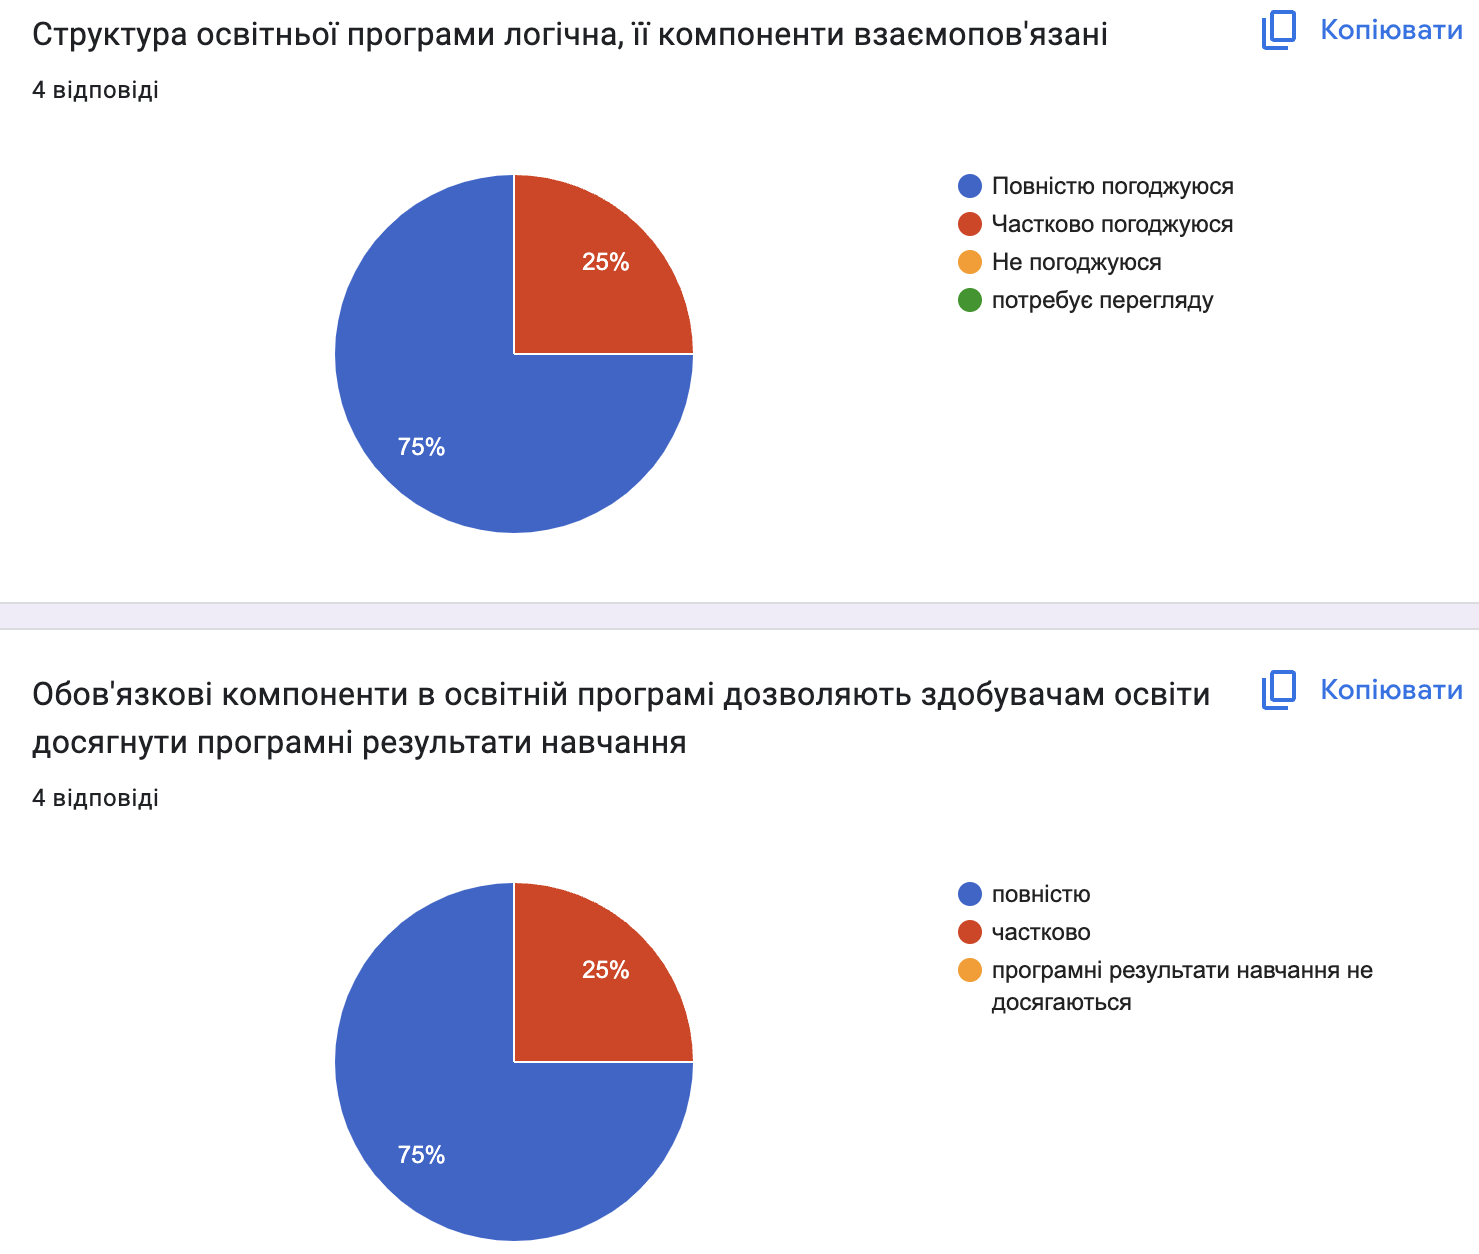 Структура освітньої програми логічна, її компоненти взаємопов'язані
Копіювати
4 відповіді
Повністю погоджуюся
Частково погоджуюся
Не погоджуюся
потребує перегляду
25%
75%
Обов'язкові компоненти в освітній програмі дозволяють здобувачам освіти
досягнути програмні результати навчання
Копіювати
4 відповіді
повністю
частково
програмні результати навчання не
досягаються
25%
75%